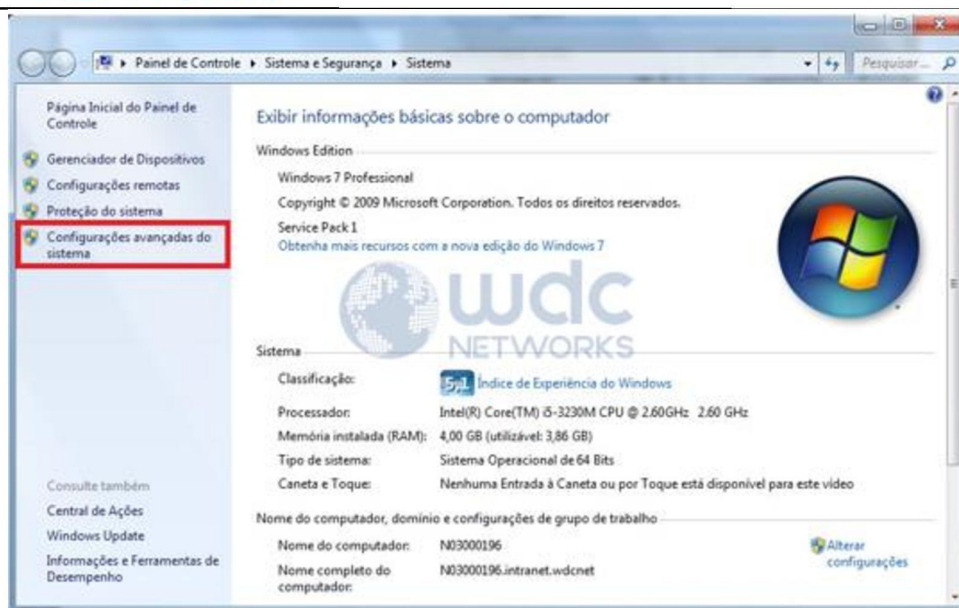 Painel de Controle ▸ Sistema e Segurança ▸ Sistema
Pesquisar...
Página Inicial do Painel de
Controle
Gerenciador de Dispositivos
Configurações remotas
Proteção do sistema
Configurações avançadas do
sistema
Consulte também
Central de Ações
Windows Update
Informações e Ferramentas de
Desempenho
Exibir informações básicas sobre o computador
Windows Edition
Windows 7 Professional
Copyright © 2009 Microsoft Corporation. Todos os direitos reservados.
Service Pack 1
Obtenha mais recursos com a nova edição do Windows 7
wdc
NETWORKS
Sistema
Classificação: 5,1 Índice de Experiência do Windows
Processador: Intel(R) Core(TM) i5-3230M CPU @ 2.60GHz 2.60 GHz
Memória instalada (RAM): 4,00 GB (utilizável: 3,86 GB)
Tipo de sistema: Sistema Operacional de 64 Bits
Caneta e Toque: Nenhuma Entrada à Caneta ou por Toque está disponível para este vídeo
Nome do computador, domínio e configurações de grupo de trabalho
Nome do computador: N03000196
Nome completo do
computador: N03000196.intranet.wdcnet
Alterar
configurações